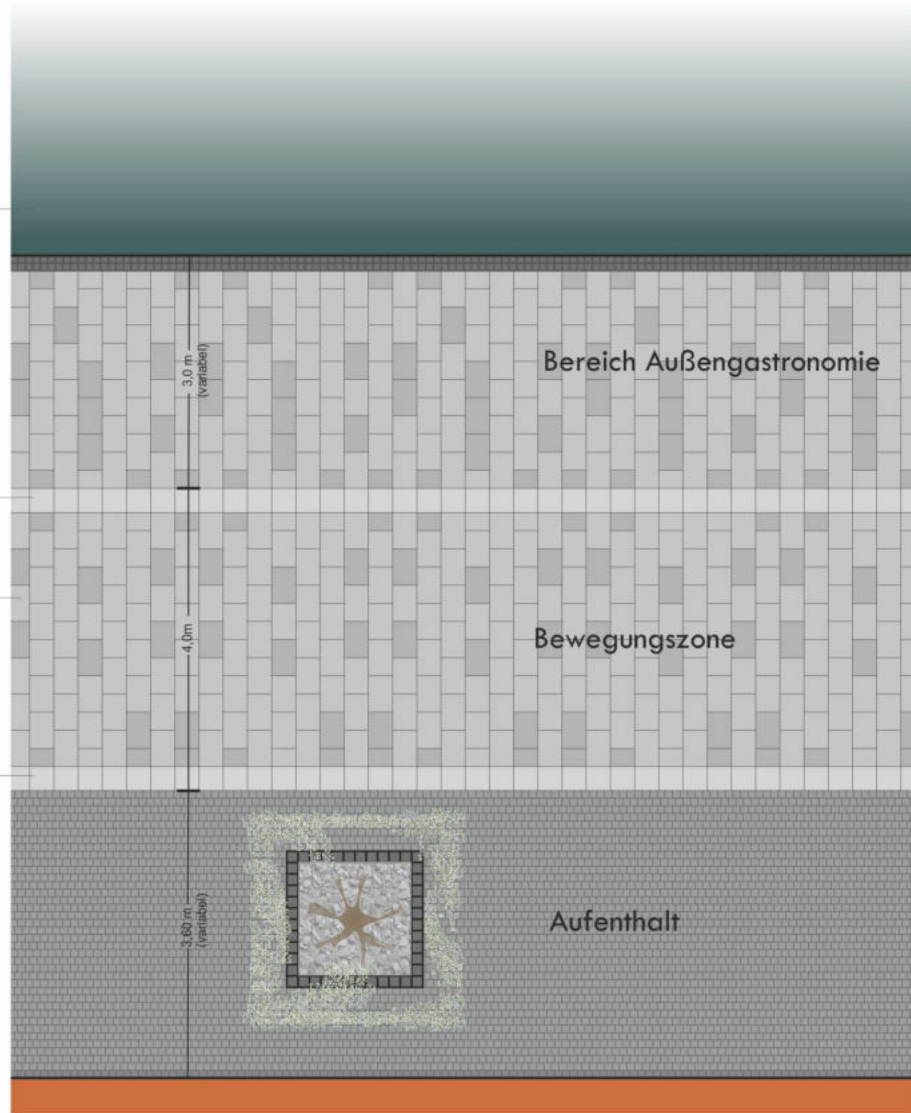 3,0 m
(variabel)
Bereich Außengastronomie
4,0m
Bewegungszone
3,60 m
(variabel)
Aufenthalt